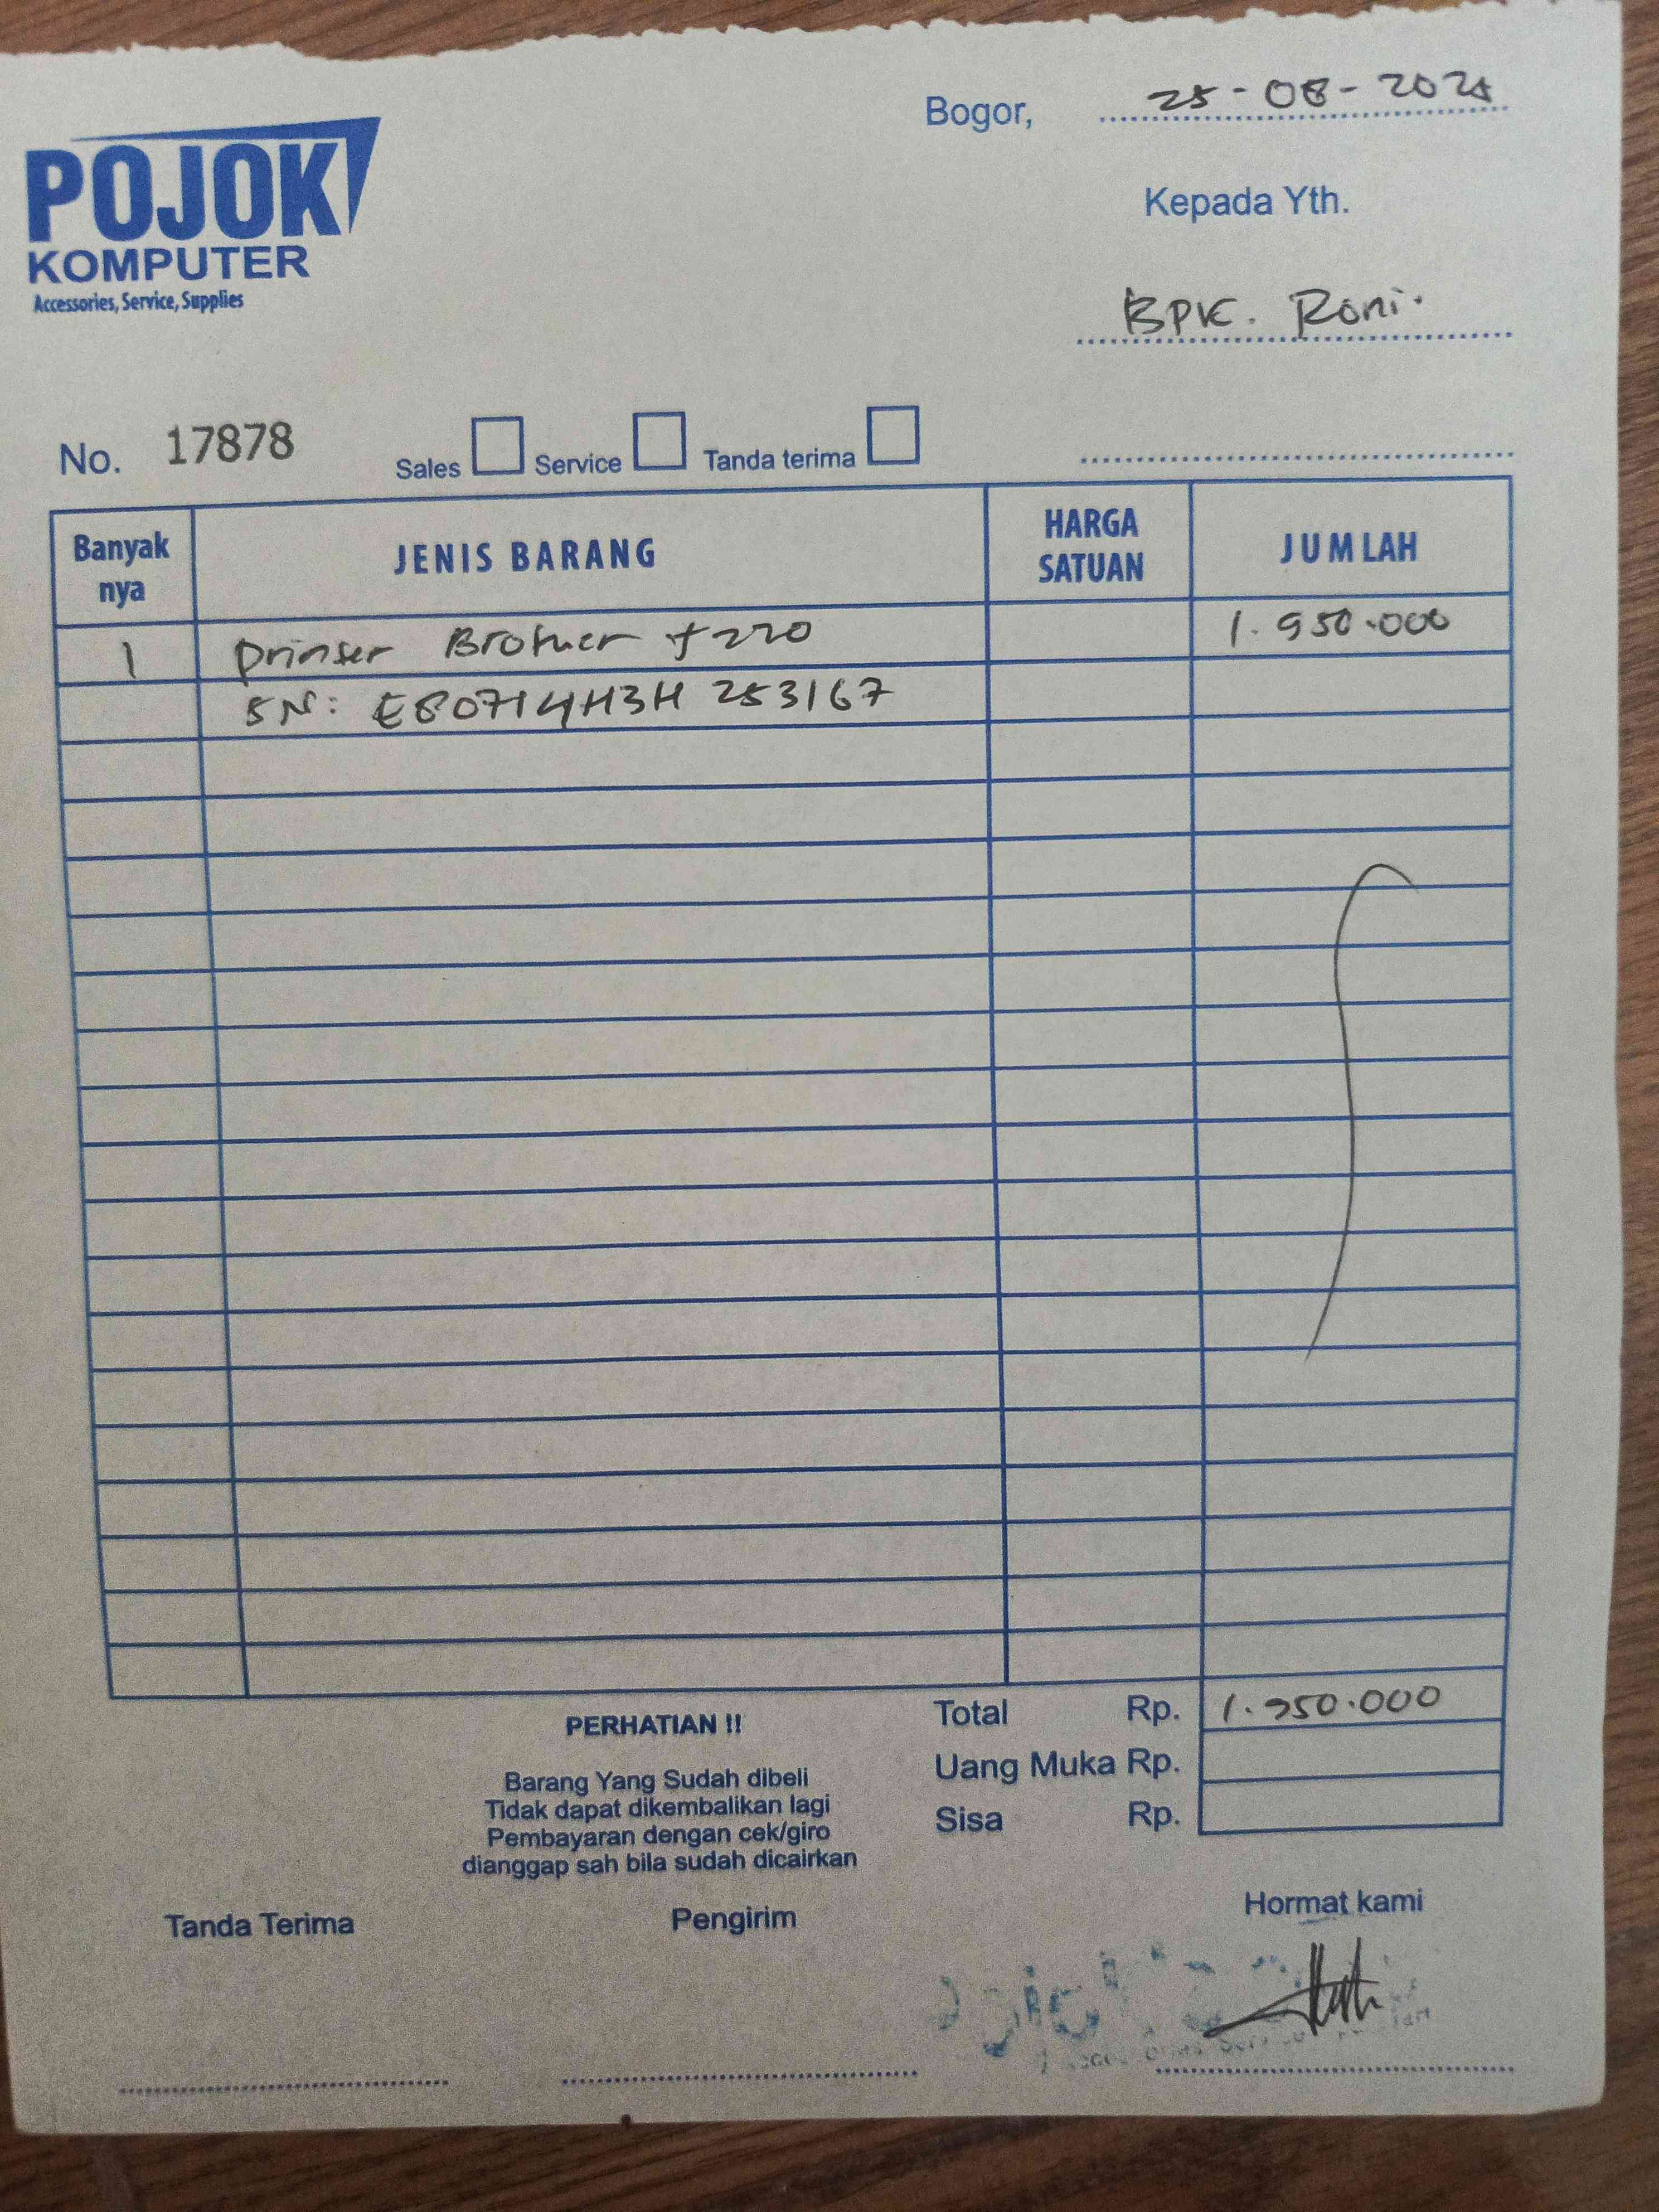 Bogor, 25-08-2025
POJOK
KOMPUTER
Accessories, Service, Supplies
Kepada Yth.
BPK. Roni.
No. 17878 Sales Service Tanda terima
Banyak nya JENIS BARANG HARGA SATUAN JUMLAH
1 Printer Brother T220 1.950.000
SN: E80714H3H 253167
Total Rp. 1.950.000
Uang Muka Rp.
Sisa Rp.
PERHATIAN !!
Barang Yang Sudah dibeli
Tidak dapat dikembalikan lagi
Pembayaran dengan cek/giro
dianggap sah bila sudah dicairkan
Tanda Terima Pengirim Hormat kami